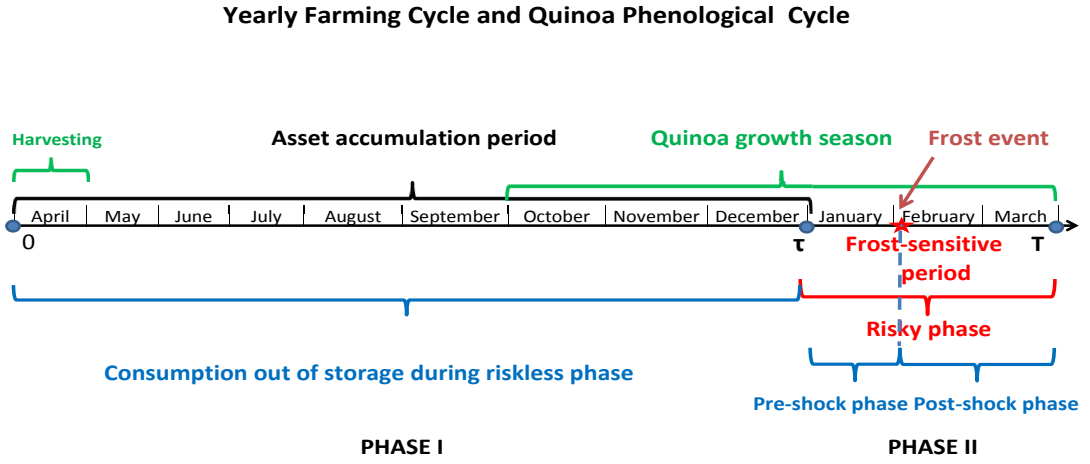 Yearly Farming Cycle and Quinoa Phenological Cycle
Harvesting
Asset accumulation period
Quinoa growth season
Frost event
April May June July August September October November December January February March
0
τ
Frost-sensitive
period
T
Risky phase
Consumption out of storage during riskless phase
Pre-shock phase Post-shock phase
PHASE I
PHASE II